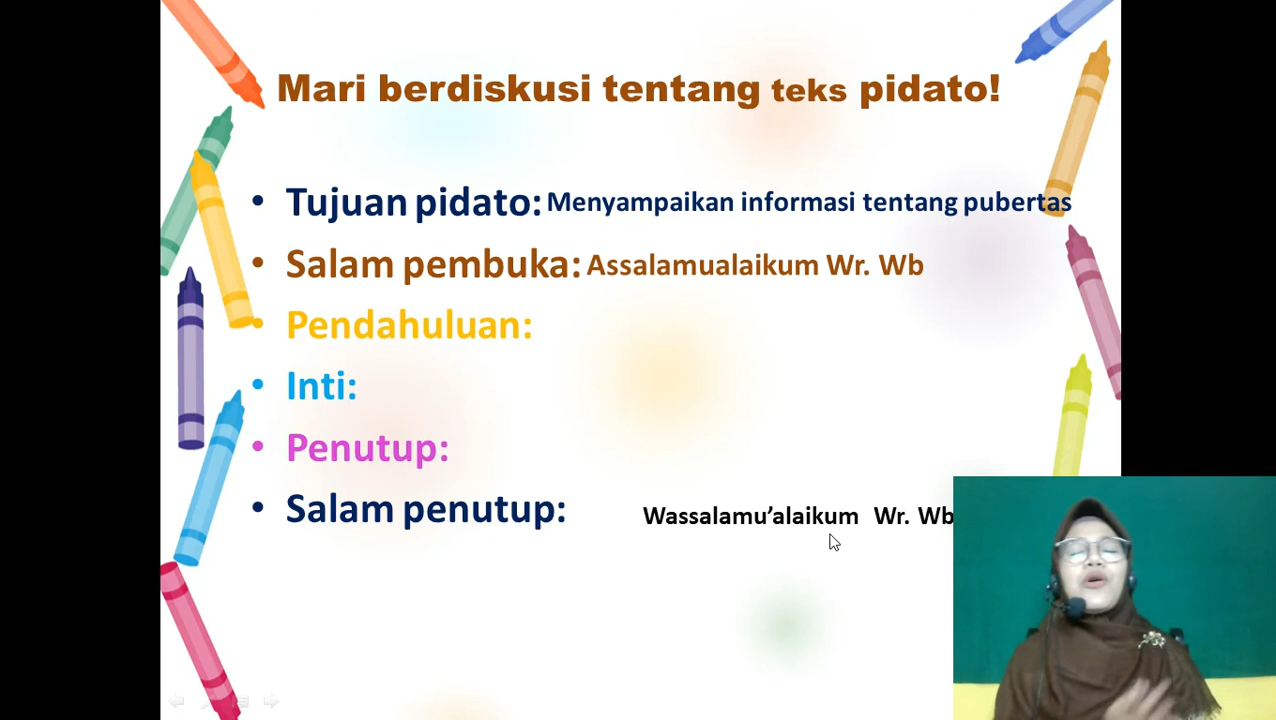 Mari berdiskusi tentang teks pidato!
• Tujuan pidato: Menyampaikan informasi tentang pubertas
• Salam pembuka: Assalamualaikum Wr. Wb
• Pendahuluan:
• Inti:
• Penutup:
• Salam penutup: Wassalamu’alaikum Wr. Wb